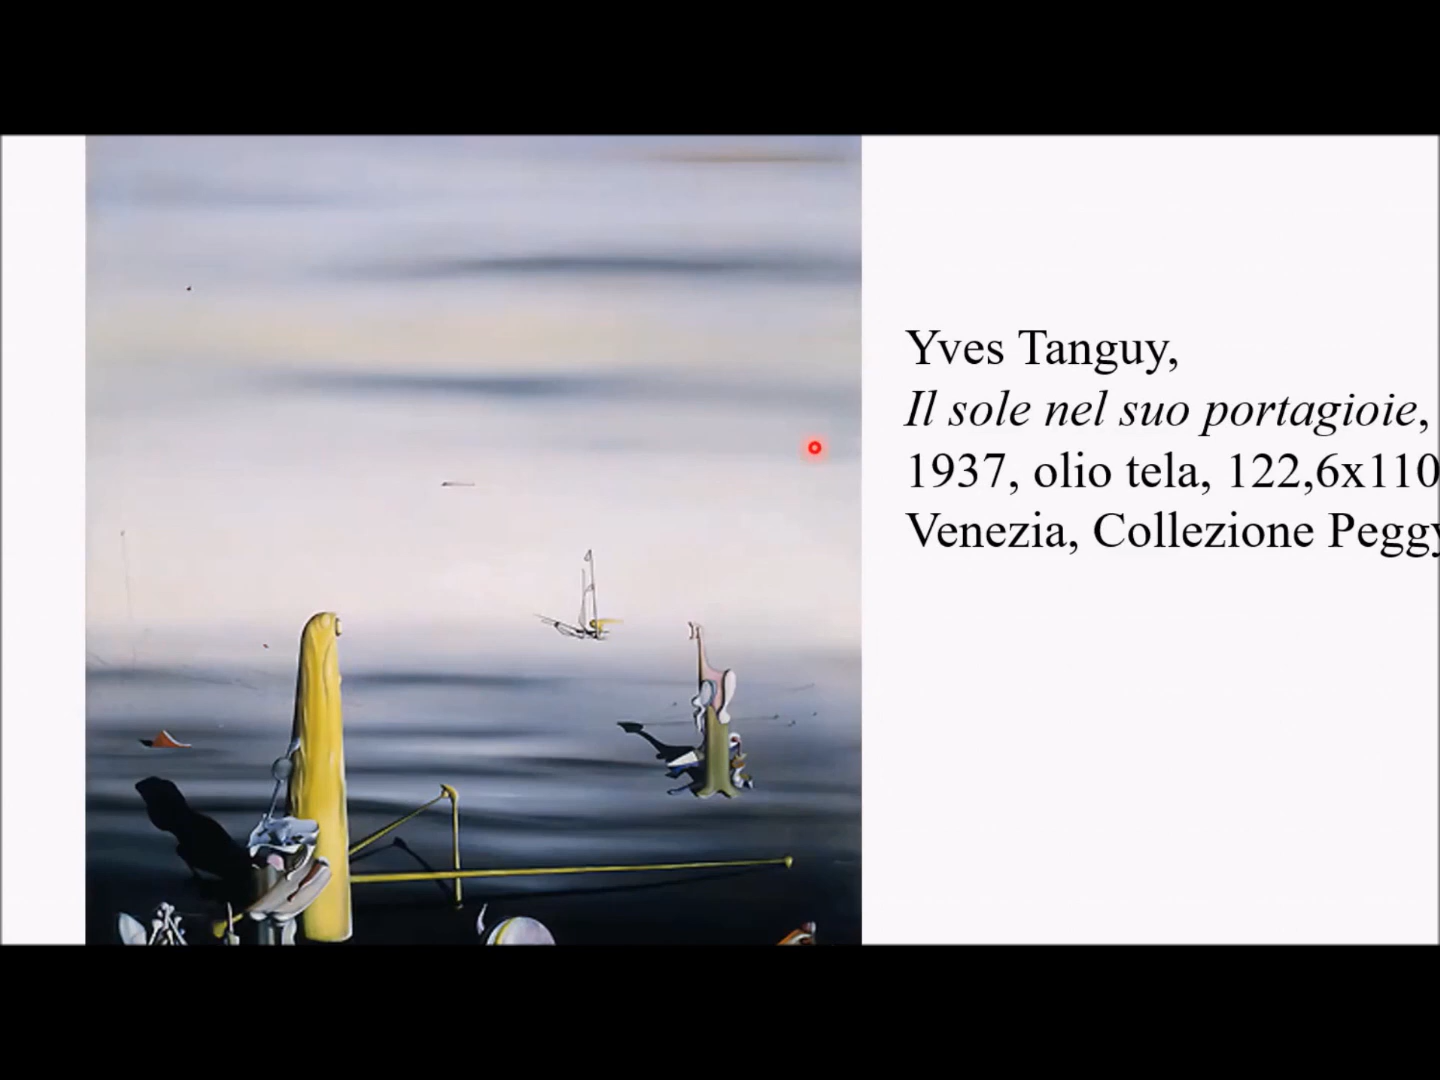 Yves Tanguy,
Il sole nel suo portagioie,
1937, olio tela, 122,6x110
Venezia, Collezione Peggy